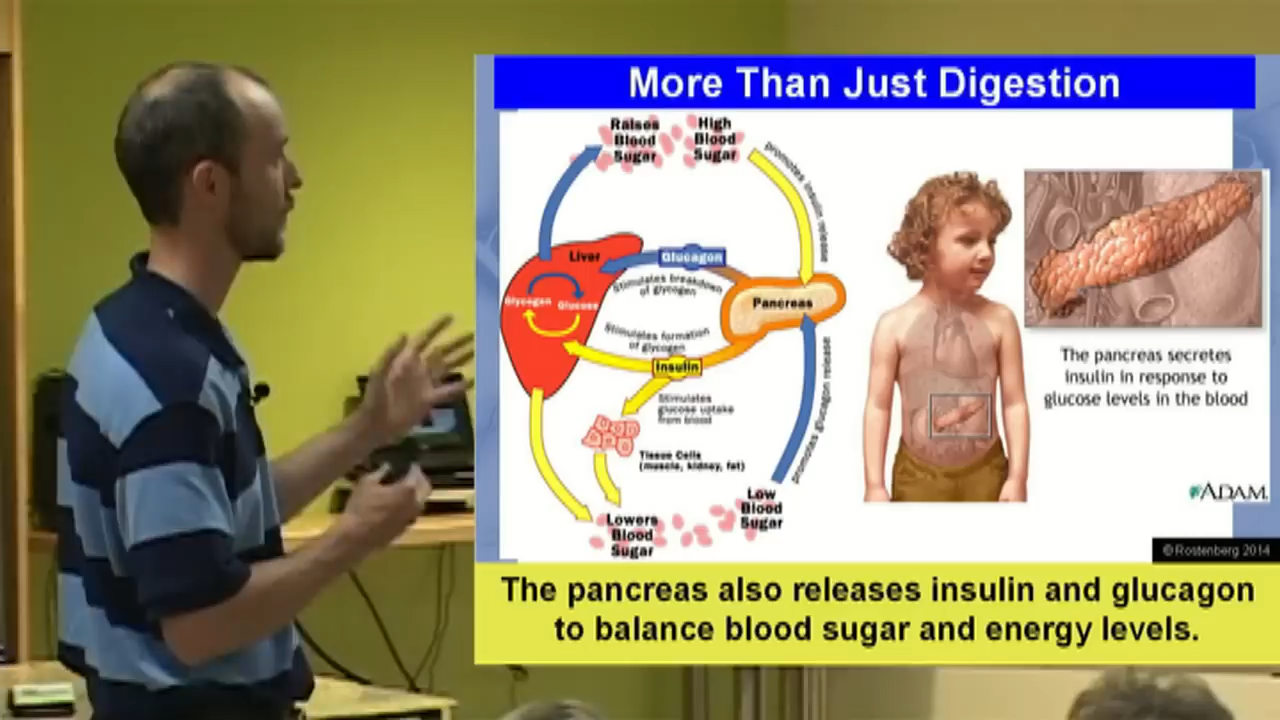 More Than Just Digestion
Raises
Blood
Sugar
High
Blood
Sugar
promotes insulin release
Liver
Glucagon
Stimulates breakdown
of glycogen
Glycogen
Glucose
Pancreas
Stimulates formation
of glycogen
Insulin
Stimulates
glucose uptake
from blood
promotes glucagon release
Tissue Cells
(muscle, kidney, fat)
Low
Blood
Sugar
Lowers
Blood
Sugar
The pancreas secretes
insulin in response to
glucose levels in the blood
ADAM.
© Rostenberg 2014
The pancreas also releases insulin and glucagon
to balance blood sugar and energy levels.